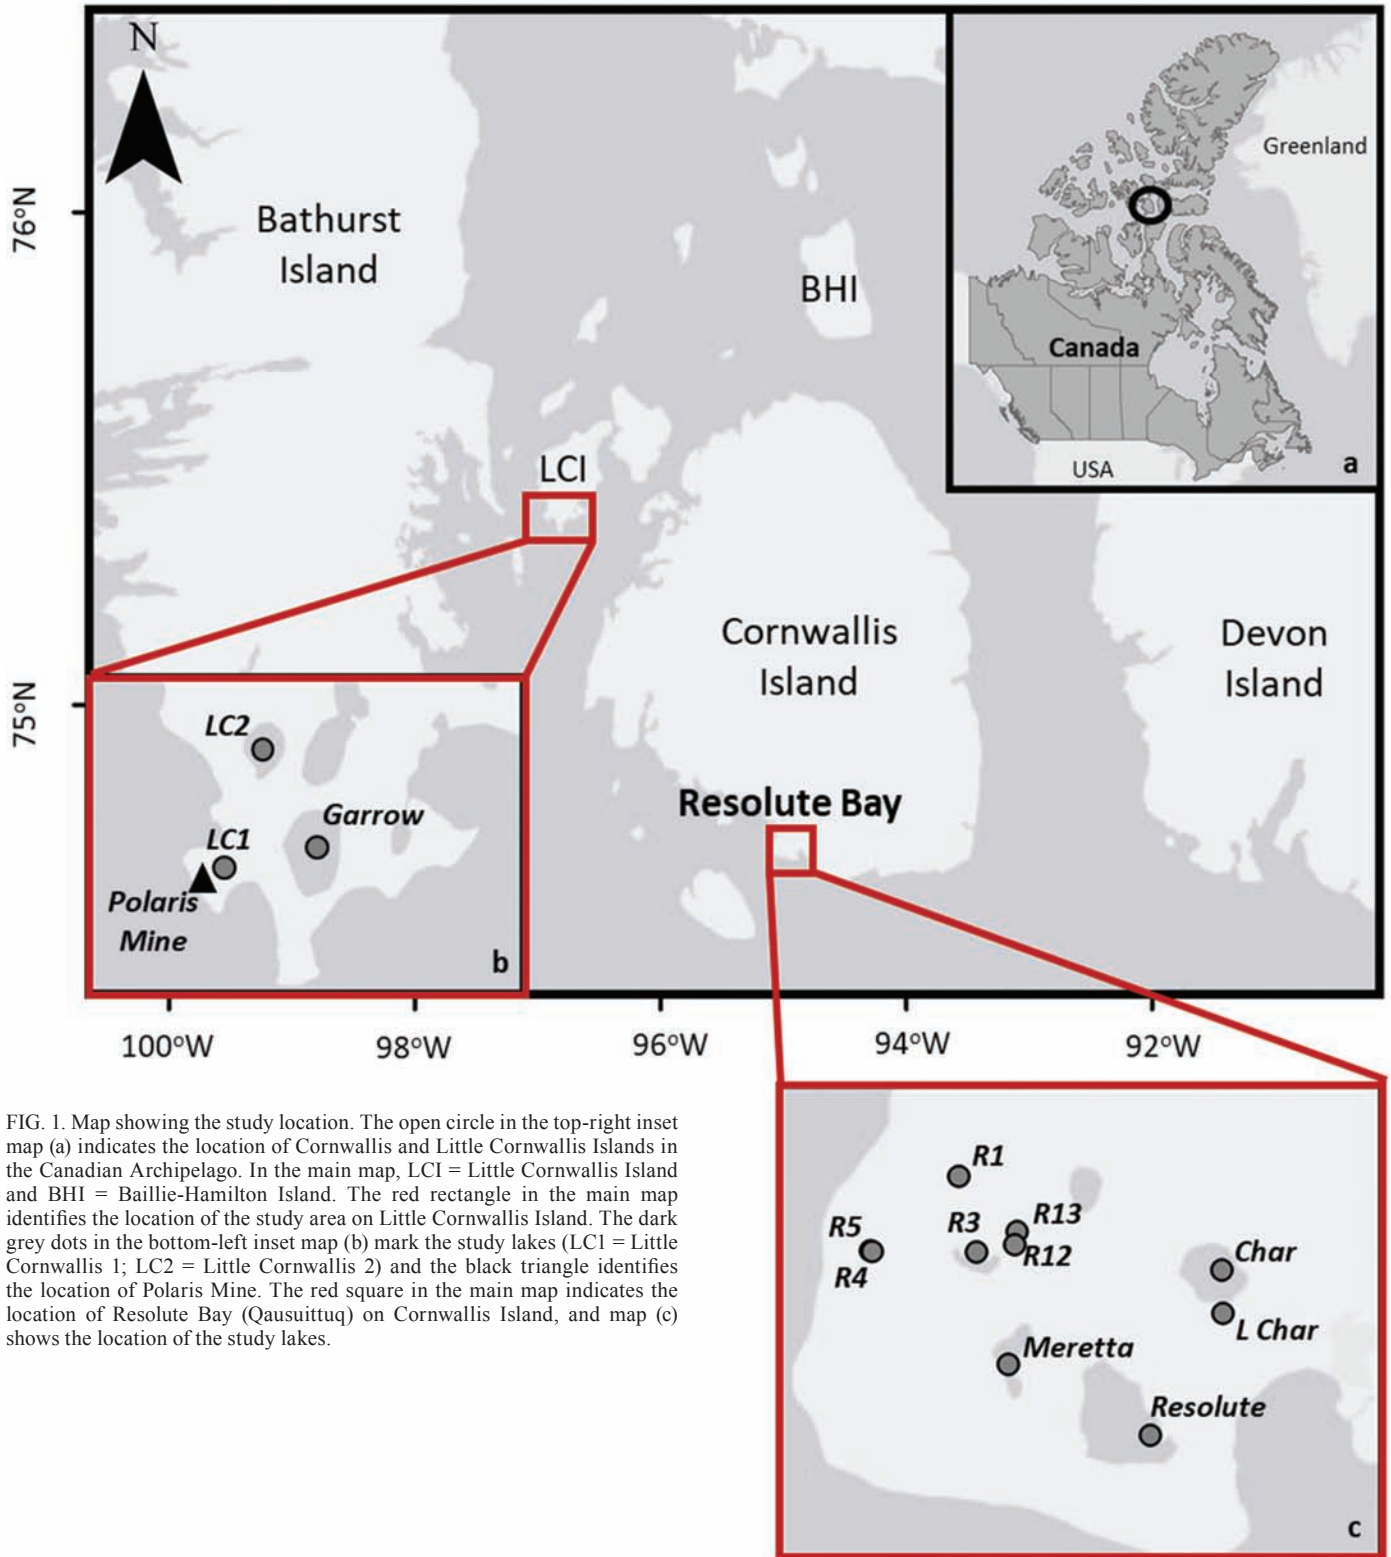 N
76°N
75°N
Bathurst
Island
BHI
LCI
Cornwallis
Island
Devon
Island
Resolute Bay
Greenland
Canada
USA
a
LC2
Garrow
LC1
Polaris
Mine
b
100°W
98°W
96°W
94°W
92°W
R1
R13
R3
R12
R5
R4
Char
L Char
Meretta
Resolute
c
FIG. 1. Map showing the study location. The open circle in the top-right inset
map (a) indicates the location of Cornwallis and Little Cornwallis Islands in
the Canadian Archipelago. In the main map, LCI = Little Cornwallis Island
and BHI = Baillie-Hamilton Island. The red rectangle in the main map
identifies the location of the study area on Little Cornwallis Island. The dark
grey dots in the bottom-left inset map (b) mark the study lakes (LC1 = Little
Cornwallis 1; LC2 = Little Cornwallis 2) and the black triangle identifies
the location of Polaris Mine. The red square in the main map indicates the
location of Resolute Bay (Qausuittuq) on Cornwallis Island, and map (c)
shows the location of the study lakes.